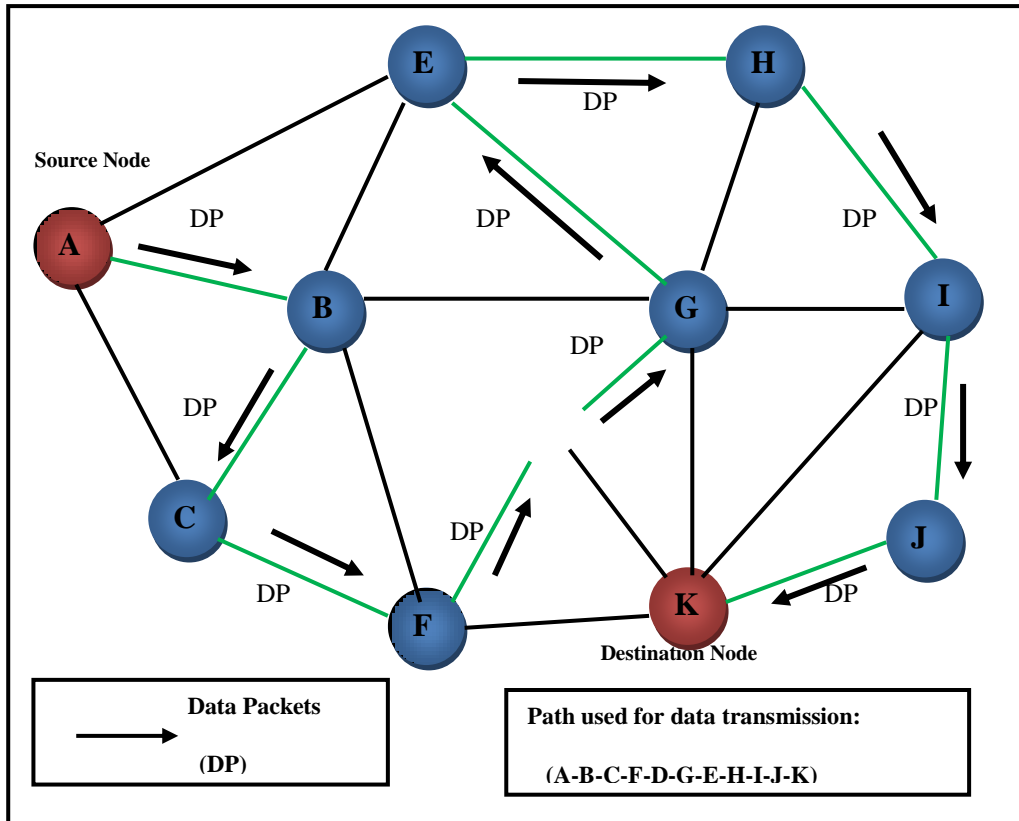 E
H
DP
Source Node
DP
DP
DP
A
B
G
I
DP
DP
DP
C
DP
J
DP
F
K
DP
Destination Node
Data Packets
(DP)
Path used for data transmission:
(A-B-C-F-D-G-E-H-I-J-K)